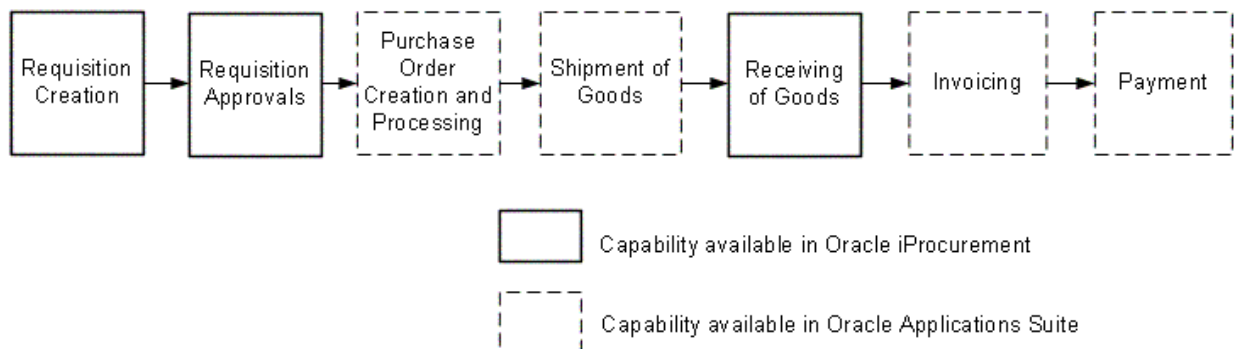 Requisition
Creation
Requisition
Approvals
Purchase
Order
Creation and
Processing
Shipment of
Goods
Receiving
of Goods
Invoicing
Payment
Capability available in Oracle iProcurement
Capability available in Oracle Applications Suite